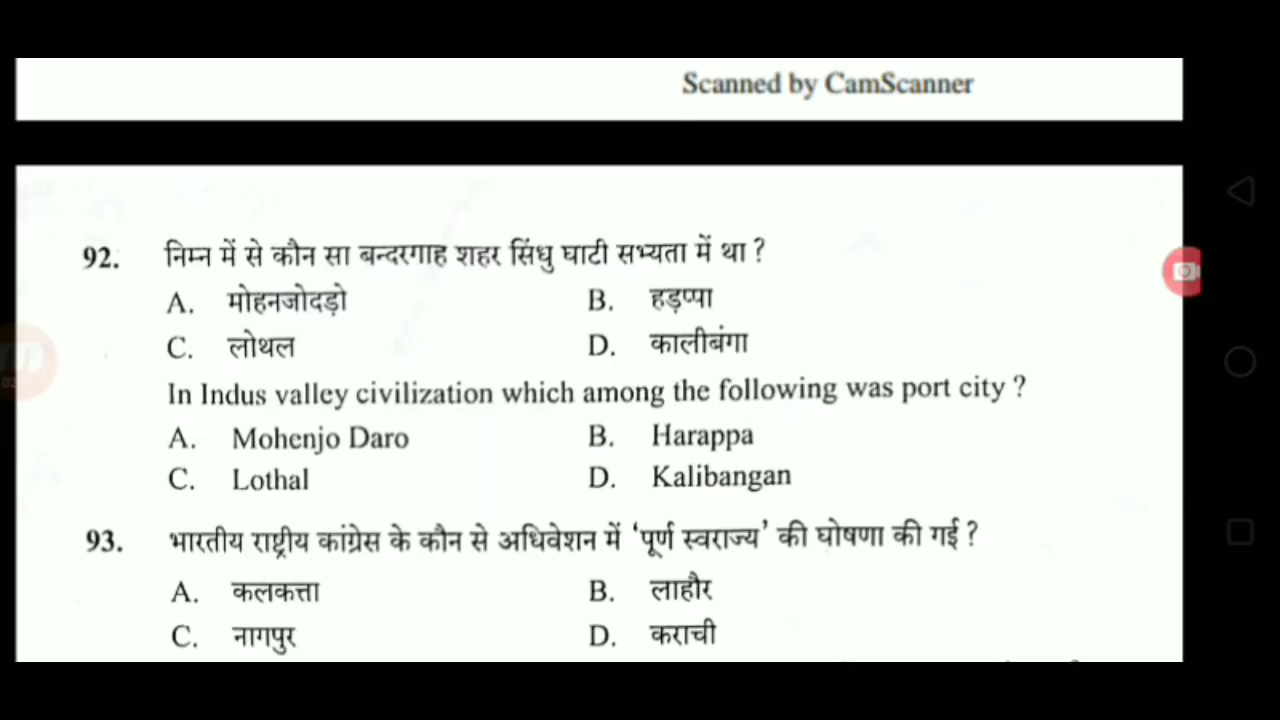 Scanned by CamScanner
92. निम्न में से कौन सा बन्दरगाह शहर सिंधु घाटी सभ्यता में था ?
A. मोहनजोदड़ो B. हड़प्पा
C. लोथल D. कालीबंगा
In Indus valley civilization which among the following was port city ?
A. Mohenjo Daro B. Harappa
C. Lothal D. Kalibangan
93. भारतीय राष्ट्रीय कांग्रेस के कौन से अधिवेशन में ‘पूर्ण स्वराज्य’ की घोषणा की गई ?
A. कलकत्ता B. लाहौर
C. नागपुर D. कराची